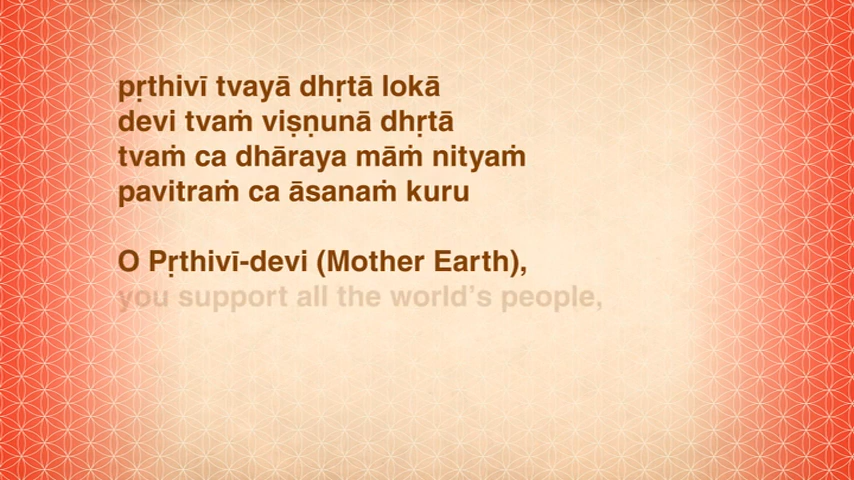 pṛthivī tvayā dhṛtā lokā
devi tvaṁ viṣṇunā dhṛtā
tvaṁ ca dhāraya māṁ nityaṁ
pavitraṁ ca āsanaṁ kuru
O Pṛthivī-devi (Mother Earth),
you support all the world’s people,